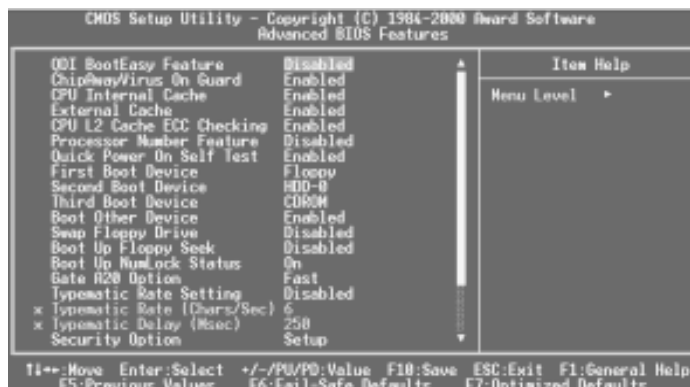 CMOS Setup Utility - Copyright (C) 1984-2000 Award Software
Advanced BIOS Features
QDI BootEasy Feature Disabled
ChipAwayVirus On Guard Enabled
CPU Internal Cache Enabled
External Cache Enabled
CPU L2 Cache ECC Checking Enabled
Processor Number Feature Disabled
Quick Power On Self Test Enabled
First Boot Device Floppy
Second Boot Device HDD-0
Third Boot Device CDROM
Boot Other Device Enabled
Swap Floppy Drive Disabled
Boot Up Floppy Seek Disabled
Boot Up NumLock Status On
Gate A20 Option Fast
Typematic Rate Setting Disabled
x Typematic Rate (Chars/Sec) 6
x Typematic Delay (Msec) 250
Security Option Setup
Item Help
Menu Level ►
↑↓←→:Move Enter:Select +/-/PU/PD:Value F10:Save ESC:Exit F1:General Help
F5:Previous Values F6:Fail-Safe Defaults F7:Optimized Defaults